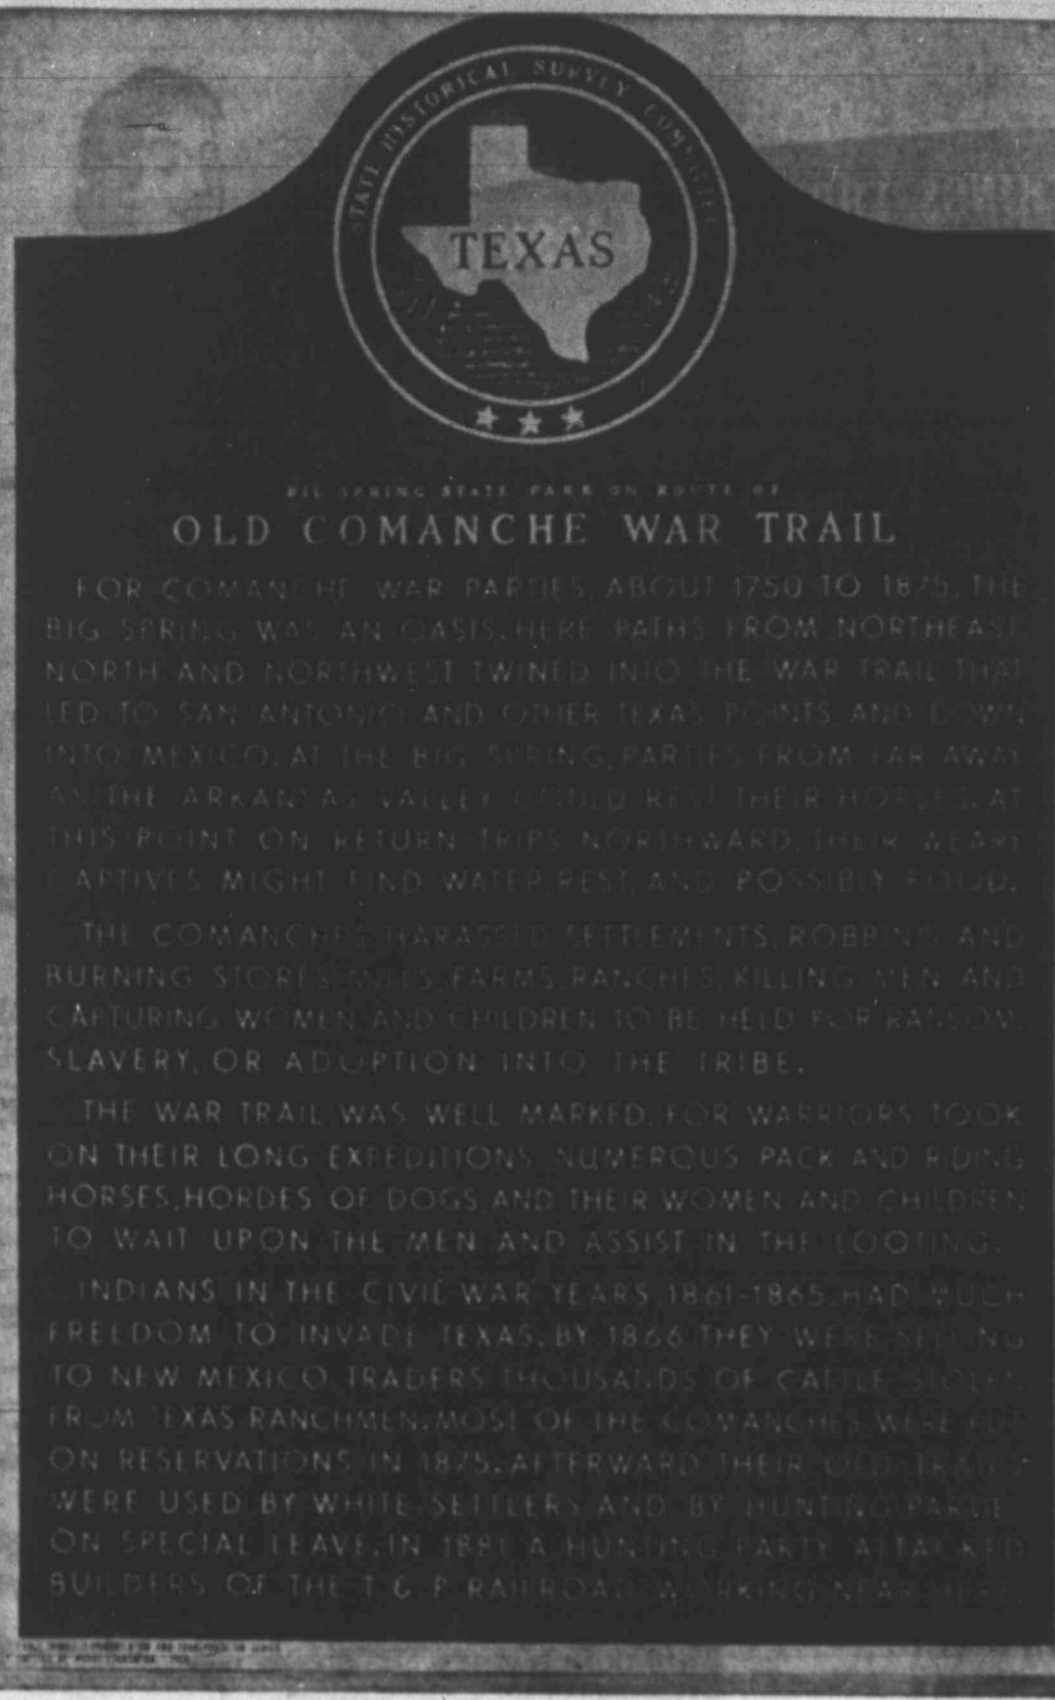 STATE HISTORICAL SURVEY COMMITTEE
TEXAS
BIG SPRING STATE PARK ON ROUTE OF
OLD COMANCHE WAR TRAIL
FOR COMANCHE WAR PARTIES, ABOUT 1750 TO 1875, THE
BIG SPRING WAS AN OASIS. HERE PATHS FROM NORTHEAST,
NORTH AND NORTHWEST TWINED INTO THE WAR TRAIL THAT
LED TO SAN ANTONIO AND OTHER TEXAS POINTS, AND DOWN
INTO MEXICO. AT THE BIG SPRING, PARTIES FROM FAR AWAY
AS THE ARKANSAS VALLEY COULD REST THEIR HORSES. AT
THIS POINT ON RETURN TRIPS NORTHWARD, THEIR WEARY
CAPTIVES MIGHT FIND WATER, REST, AND POSSIBLY FOOD.
THE COMANCHES HARASSED SETTLEMENTS, ROBBING AND
BURNING STORES, MILLS, FARMS, RANCHES, KILLING MEN AND
CAPTURING WOMEN AND CHILDREN TO BE HELD FOR RANSOM,
SLAVERY, OR ADOPTION INTO THE TRIBE.
THE WAR TRAIL WAS WELL MARKED, FOR WARRIORS TOOK
ON THEIR LONG EXPEDITIONS NUMEROUS PACK AND RIDING
HORSES, HORDES OF DOGS, AND THEIR WOMEN AND CHILDREN
TO WAIT UPON THE MEN AND ASSIST IN THE LOOTING.
INDIANS IN THE CIVIL WAR YEARS, 1861-1865, HAD MUCH
FREEDOM TO INVADE TEXAS. BY 1866 THEY WERE SELLING
TO NEW MEXICO TRADERS THOUSANDS OF CATTLE STOLEN
FROM TEXAS RANCHMEN. MOST OF THE COMANCHES WERE PUT
ON RESERVATIONS IN 1875. AFTERWARD THEIR OLD TRAILS
WERE USED BY WHITE SETTLERS AND BY HUNTING PARTIES
ON SPECIAL LEAVE. IN 1881 A HUNTING PARTY ATTACKED
BUILDERS OF THE T & P RAILROAD WORKING NEAR HERE.